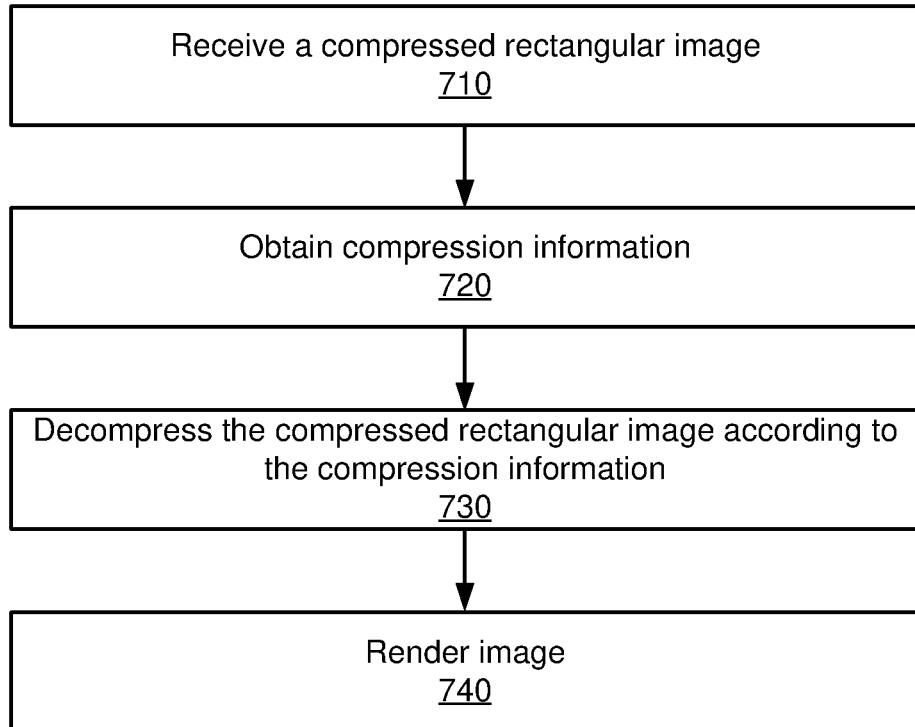 Receive a compressed rectangular image
710
Obtain compression information
720
Decompress the compressed rectangular image according to
the compression information
730
Render image
740